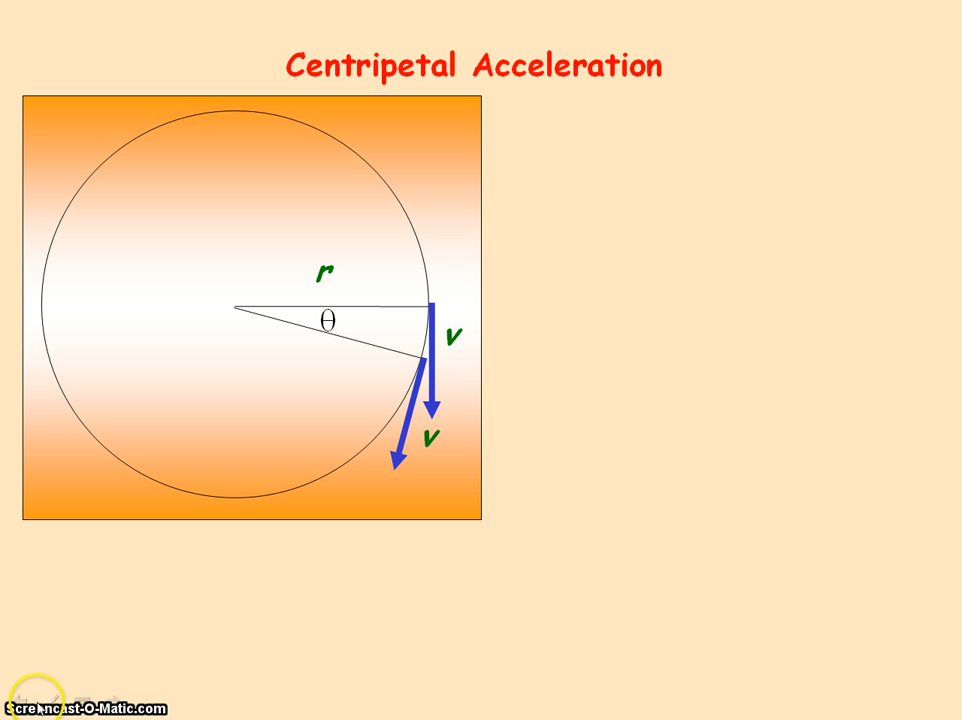 Centripetal Acceleration
r
θ
v
v
Screencast-O-Matic.com